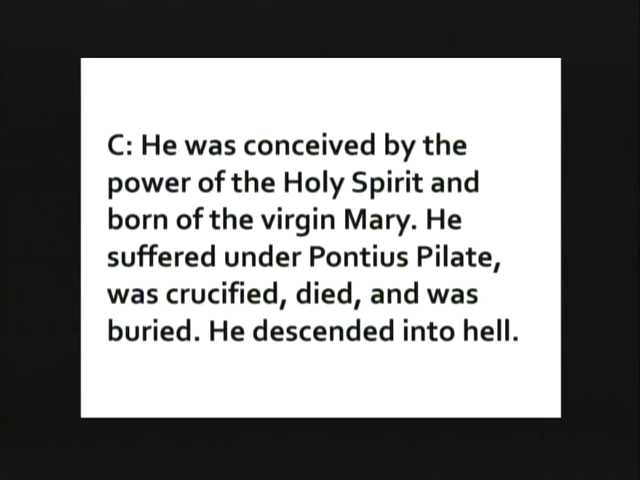 C: He was conceived by the
power of the Holy Spirit and
born of the virgin Mary. He
suffered under Pontius Pilate,
was crucified, died, and was
buried. He descended into hell.